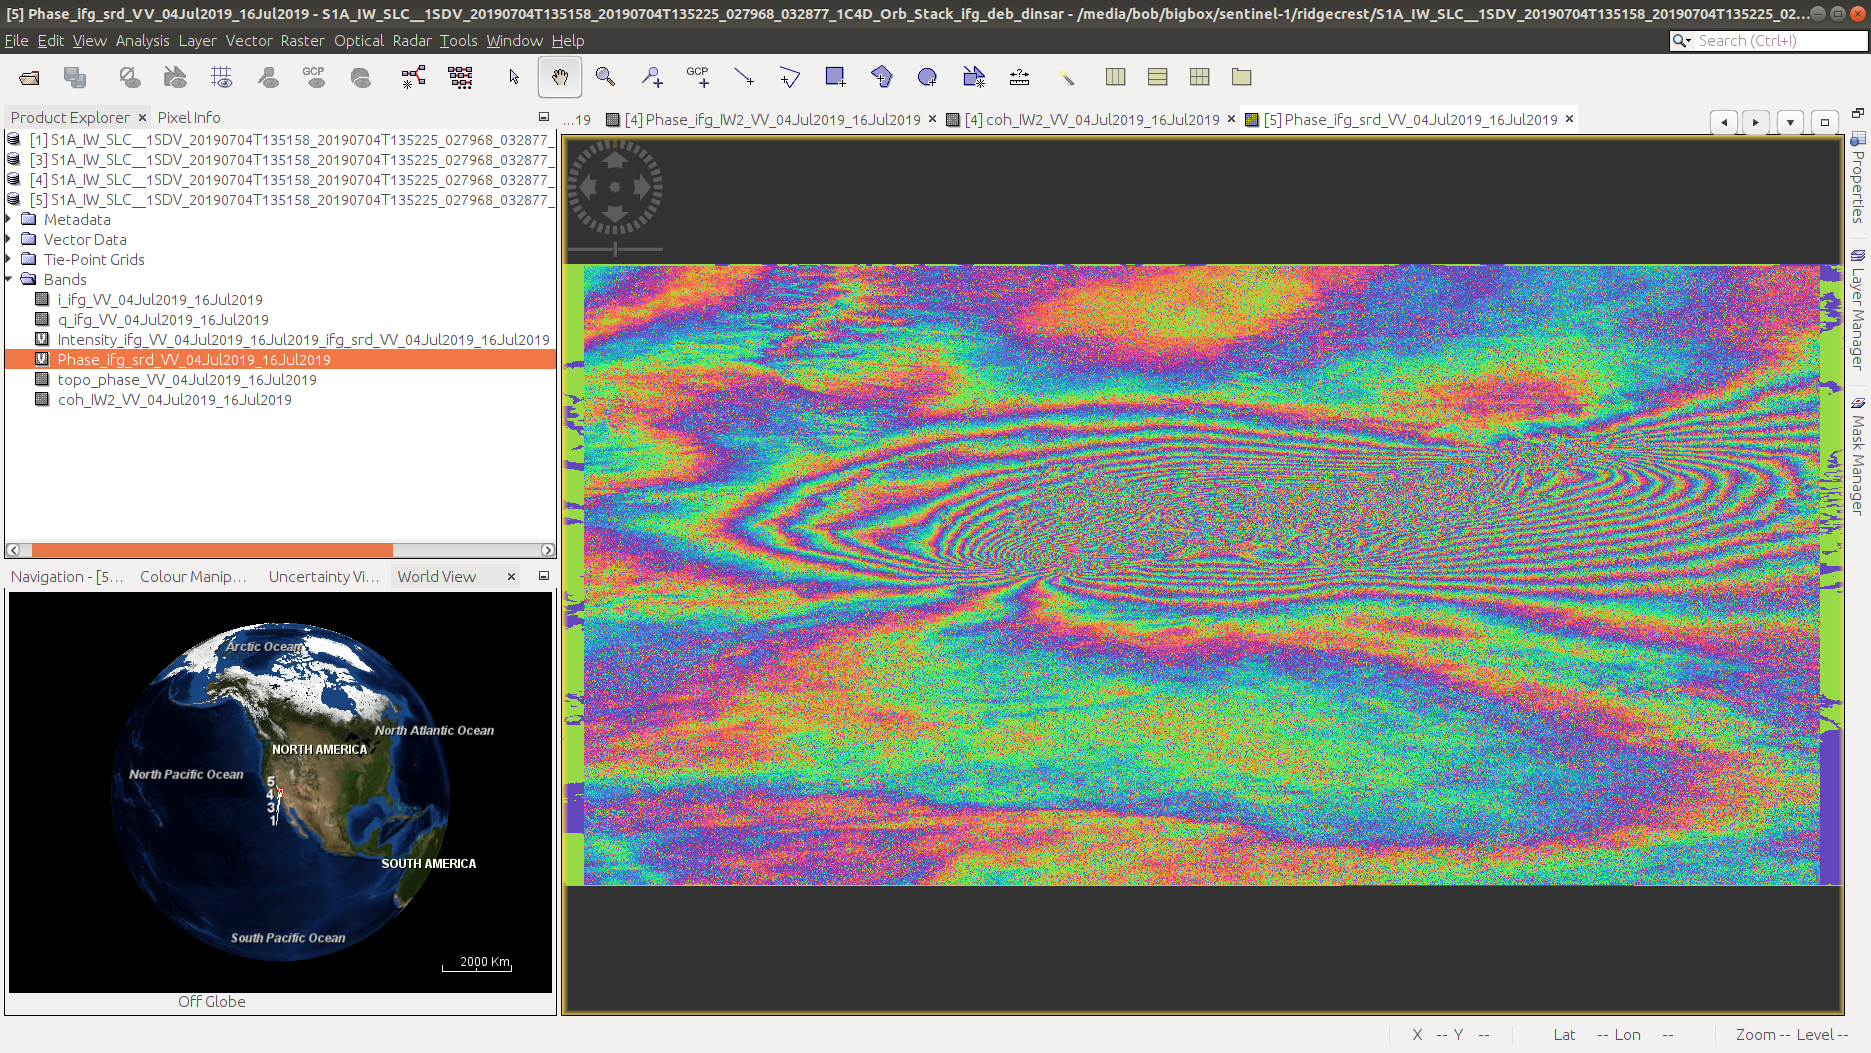 [5] Phase_ifg_srd_VV_04Jul2019_16Jul2019 - S1A_IW_SLC__1SDV_20190704T135158_20190704T135225_027968_032877_1C4D_Orb_Stack_ifg_deb_dinsar - /media/bob/bigbox/sentinel-1/ridgecrest/S1A_IW_SLC__1SDV_20190704T135158_20190704T135225_02...
File Edit View Analysis Layer Vector Raster Optical Radar Tools Window Help
Search (Ctrl+I)
GCP
GCP
Product Explorer Pixel Info
...19 [4] Phase_ifg_IW2_VV_04Jul2019_16Jul2019 [4] coh_IW2_VV_04Jul2019_16Jul2019 [5] Phase_ifg_srd_VV_04Jul2019_16Jul2019
[1] S1A_IW_SLC__1SDV_20190704T135158_20190704T135225_027968_032877_
[3] S1A_IW_SLC__1SDV_20190704T135158_20190704T135225_027968_032877_
[4] S1A_IW_SLC__1SDV_20190704T135158_20190704T135225_027968_032877_
[5] S1A_IW_SLC__1SDV_20190704T135158_20190704T135225_027968_032877_
Metadata
Vector Data
Tie-Point Grids
Bands
i_ifg_VV_04Jul2019_16Jul2019
q_ifg_VV_04Jul2019_16Jul2019
Intensity_ifg_VV_04Jul2019_16Jul2019_ifg_srd_VV_04Jul2019_16Jul2019
Phase_ifg_srd_VV_04Jul2019_16Jul2019
topo_phase_VV_04Jul2019_16Jul2019
coh_IW2_VV_04Jul2019_16Jul2019
Properties
Layer Manager
Mask Manager
Navigation - [5... Colour Manip... Uncertainty Vi... World View
Arctic Ocean
North Atlantic Ocean
NORTH AMERICA
North Pacific Ocean
5
4
3
1
SOUTH AMERICA
South Pacific Ocean
2000 Km
Off Globe
X -- Y -- Lat -- Lon -- Zoom -- Level --